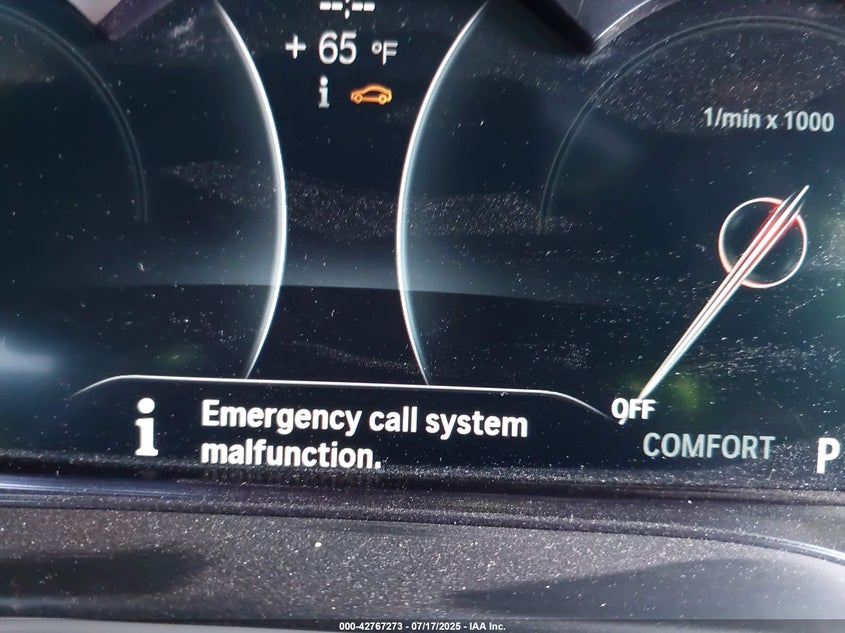 --:--
+ 65 °F
i
1/min x 1000
i
Emergency call system
malfunction.
OFF
COMFORT
P
000-42767273 - 07/17/2025 - IAA Inc.